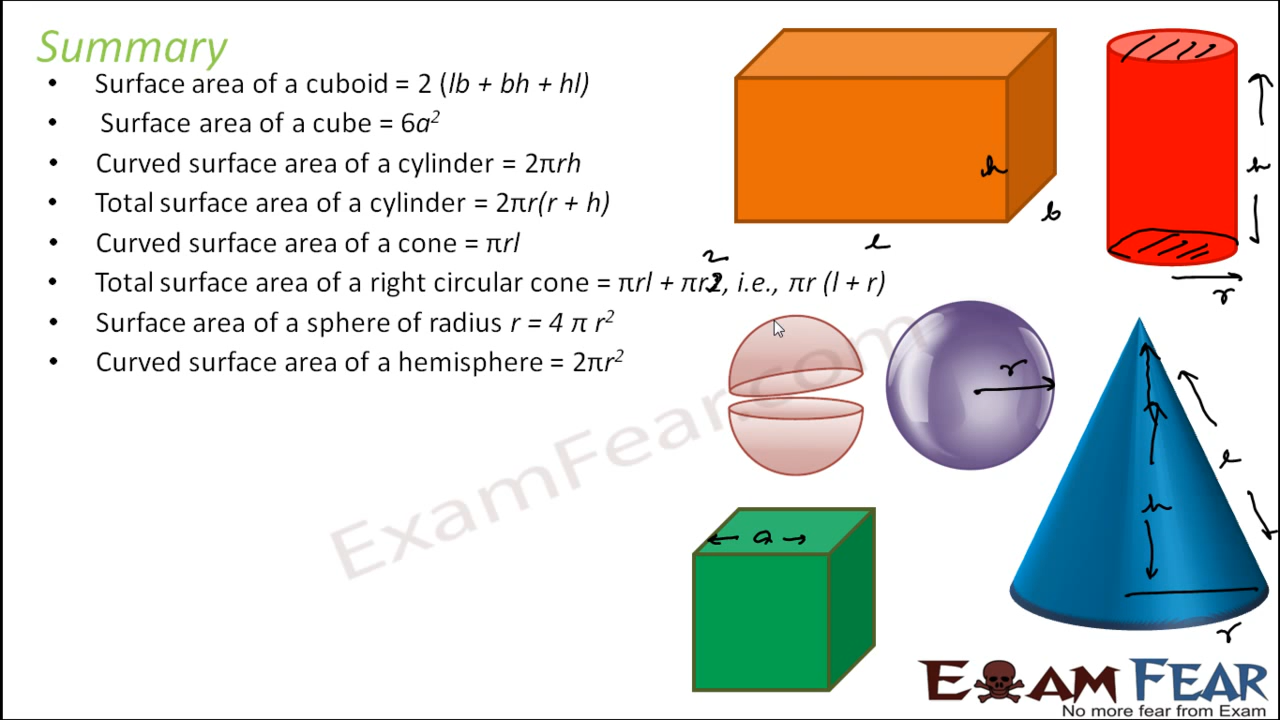 Summary
• Surface area of a cuboid = 2 (lb + bh + hl)
• Surface area of a cube = 6a²
• Curved surface area of a cylinder = 2πrh
• Total surface area of a cylinder = 2πr(r + h)
• Curved surface area of a cone = πrl
• Total surface area of a right circular cone = πrl + πr2, i.e., πr (l + r)
2
• Surface area of a sphere of radius r = 4 π r²
• Curved surface area of a hemisphere = 2πr²
h
b
l
h
r
r
a
l
h
r
ExamFear.com
EXAM FEAR
No more fear from Exam